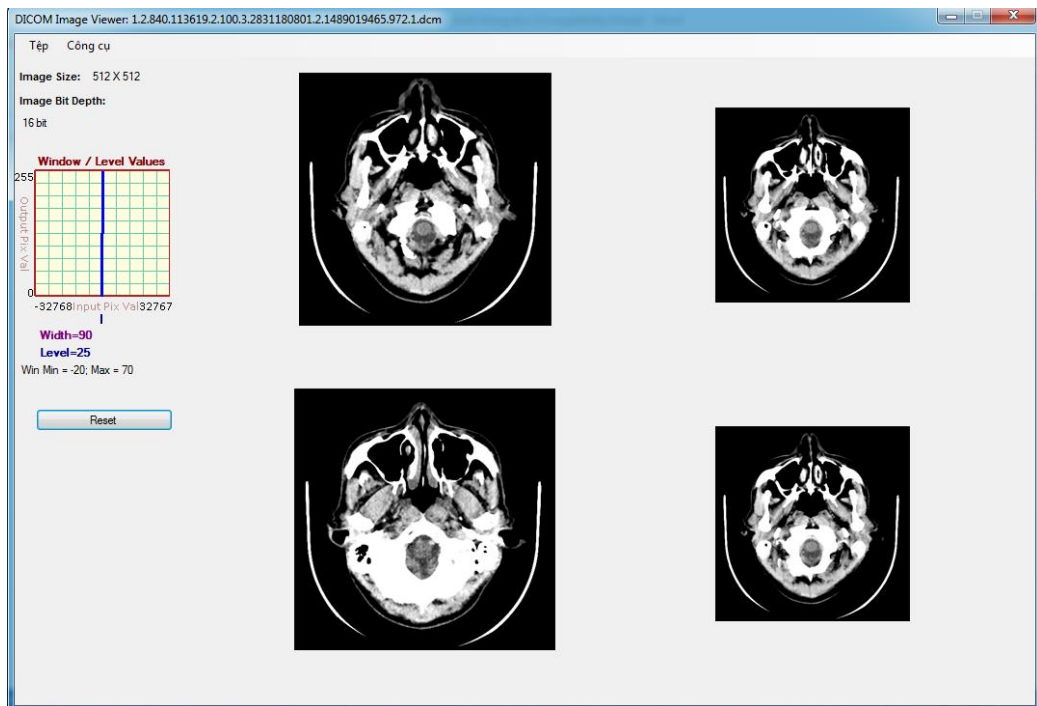 DICOM Image Viewer: 1.2.840.113619.2.100.3.2831180801.2.1489019465.972.1.dcm
Tệp Công cụ
Image Size: 512 X 512
Image Bit Depth:
16 bit
Window / Level Values
255
Output Pix Val
0
-32768 Input Pix Val 32767
Width=90
Level=25
Win Min = -20; Max = 70
Reset